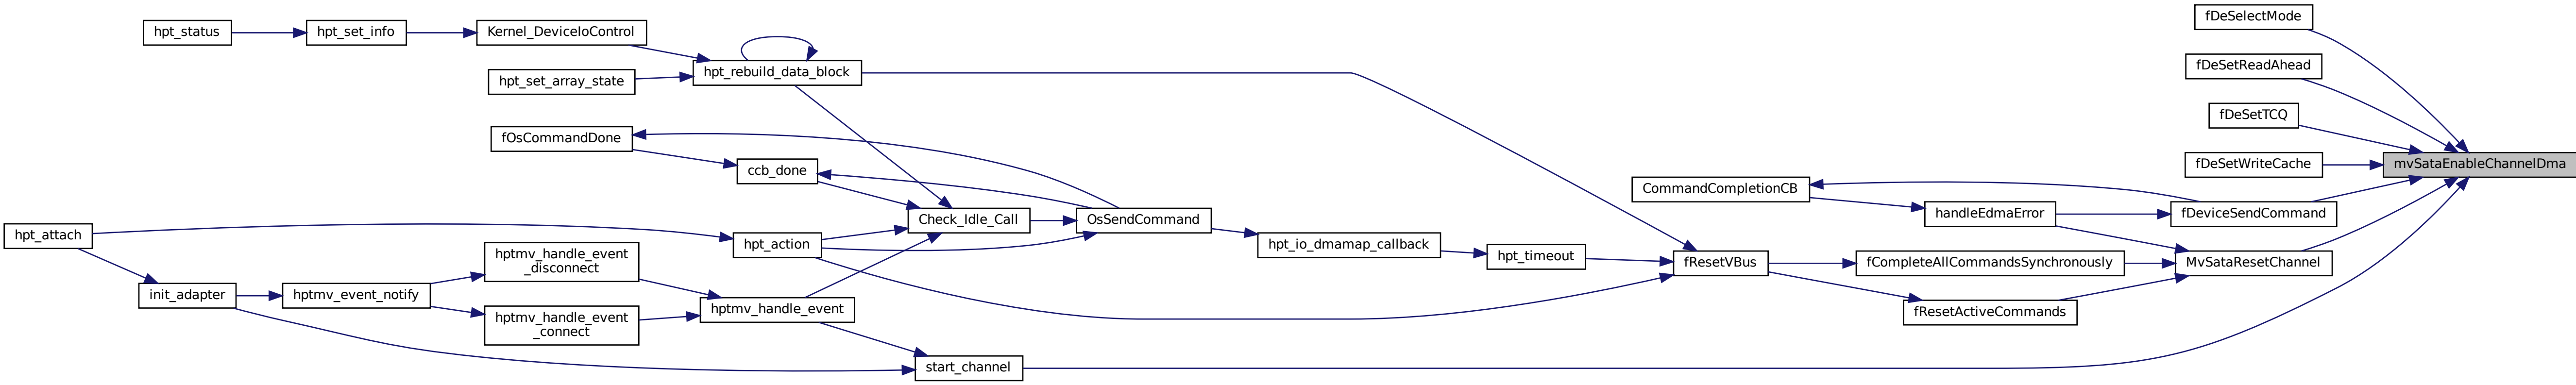 fDeSelectMode
hpt_status
hpt_set_info
Kernel_DeviceIoControl
hpt_rebuild_data_block
hpt_set_array_state
fDeSetReadAhead
fDeSetTCQ
fOsCommandDone
mvSataEnableChannelDma
fDeSetWriteCache
ccb_done
CommandCompletionCB
handleEdmaError
fDeviceSendCommand
Check_Idle_Call
OsSendCommand
hpt_attach
hpt_action
hpt_io_dmamap_callback
hpt_timeout
fResetVBus
fCompleteAllCommandsSynchronously
MvSataResetChannel
hptmv_handle_event
_disconnect
init_adapter
hptmv_event_notify
hptmv_handle_event
fResetActiveCommands
hptmv_handle_event
_connect
start_channel